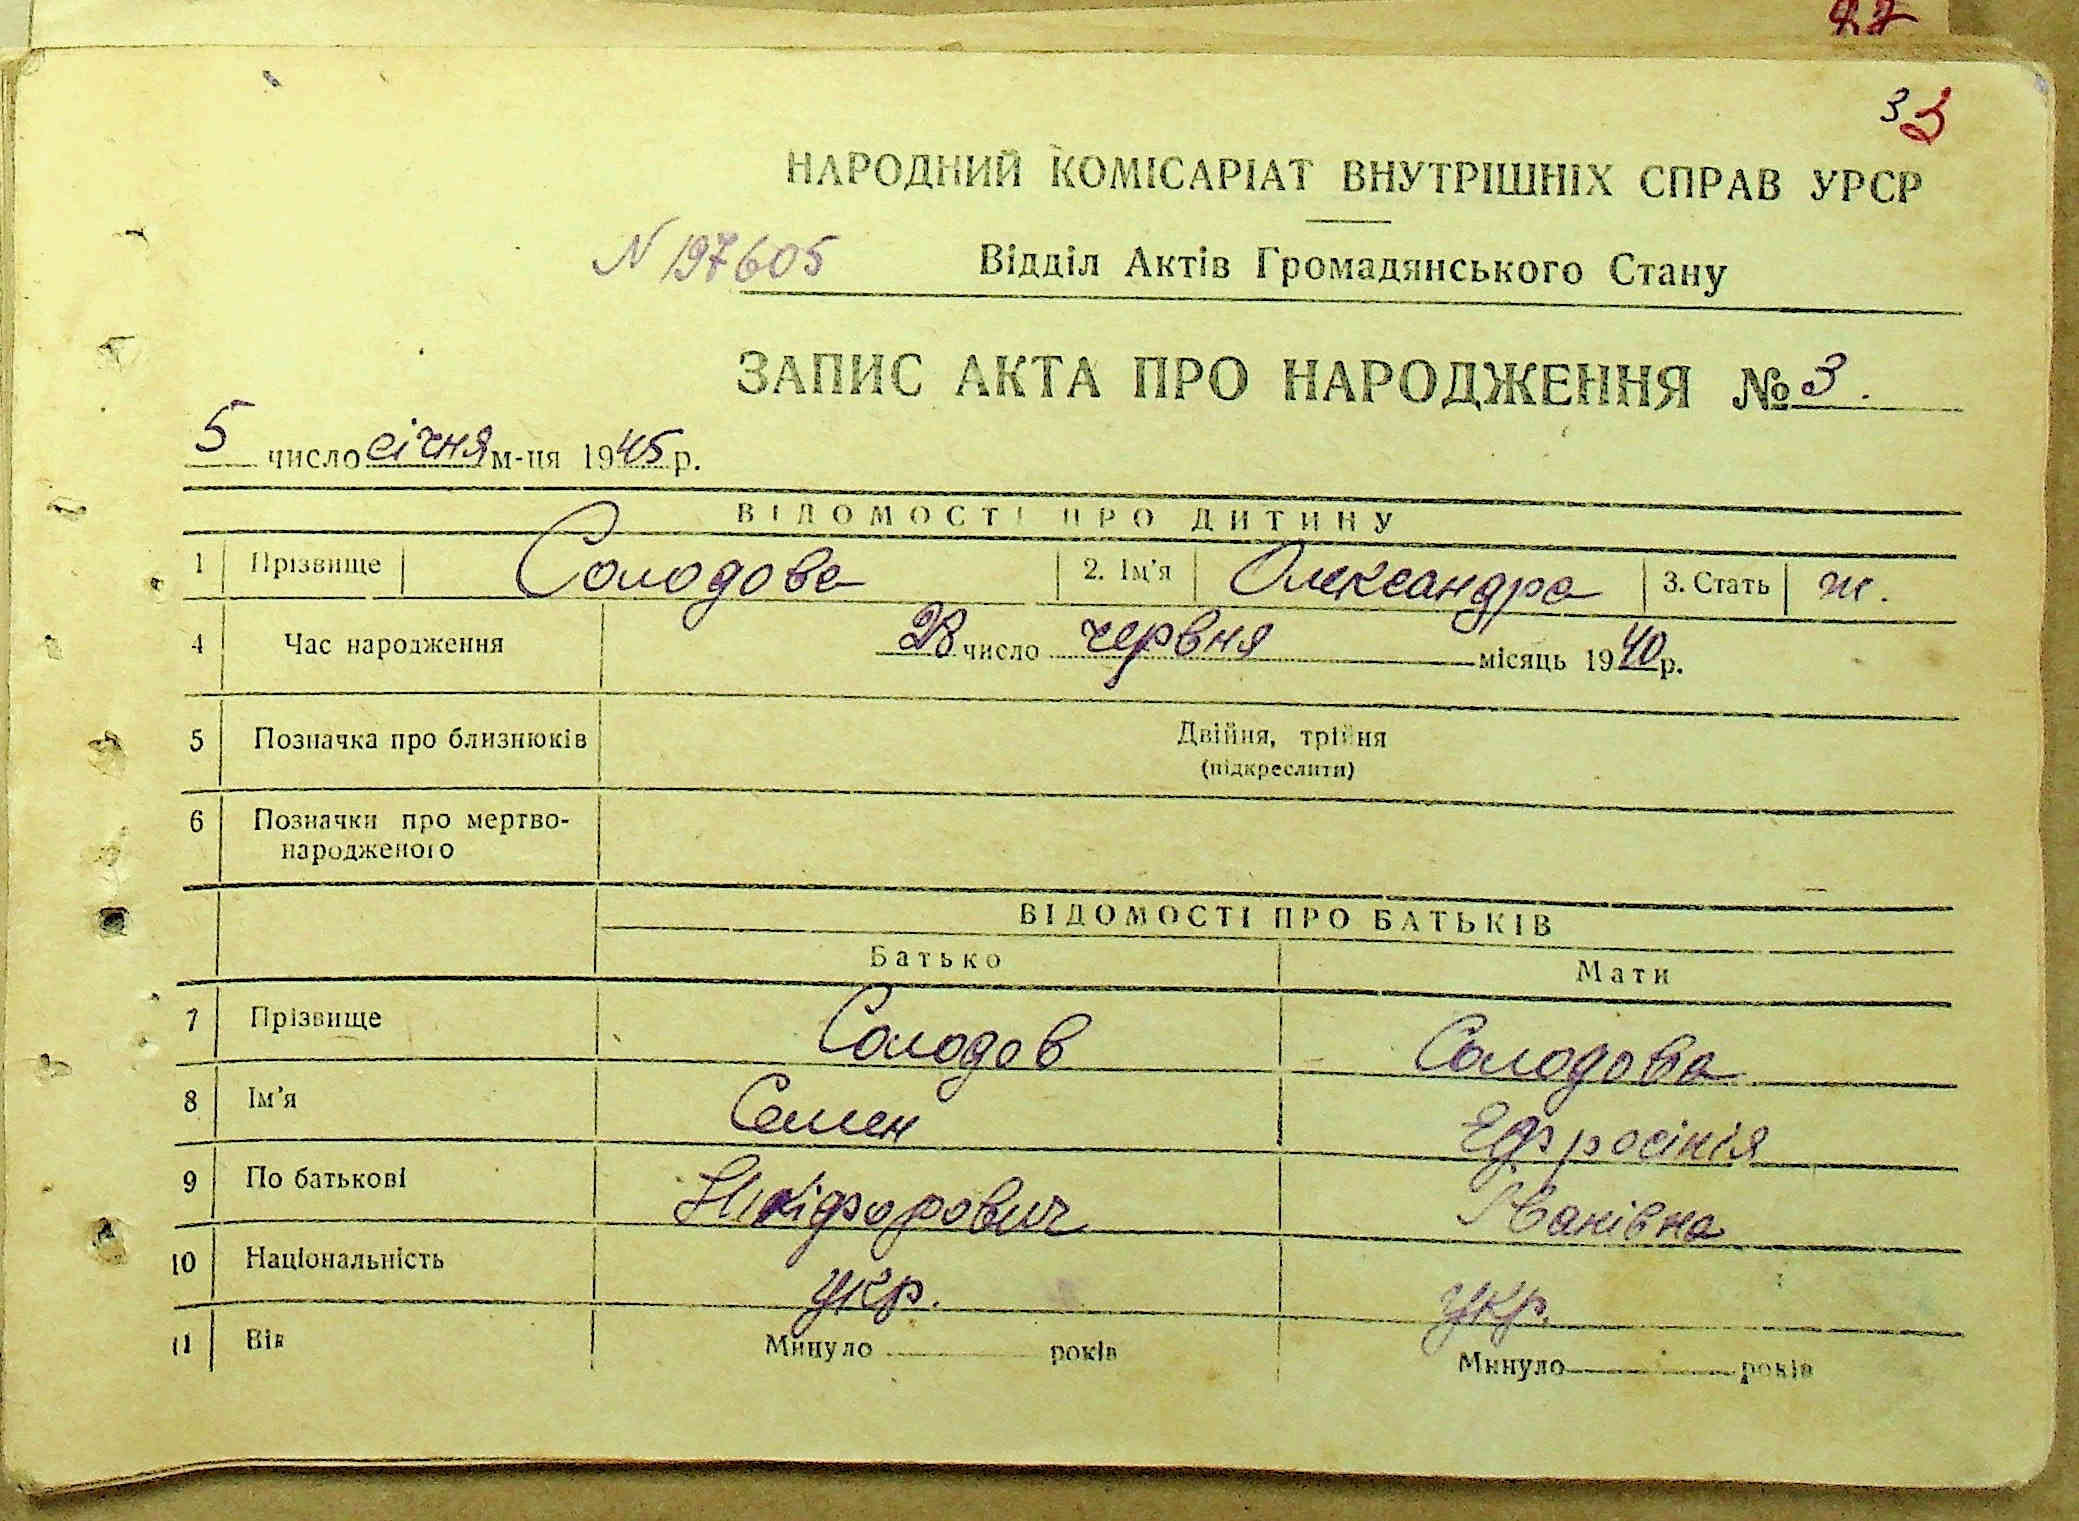 27
3 3
НАРОДНИЙ КОМІСАРІАТ ВНУТРІШНІХ СПРАВ УРСР
N 197605 Відділ Актів Громадянського Стану
ЗАПИС АКТА ПРО НАРОДЖЕННЯ № 3.
5 число січня м-ця 1945 р.
ВІДОМОСТІ ПРО ДИТИНУ
1 Прізвище Солодова 2. Ім'я Олександра 3. Стать ж.
4 Час народження 28 число червня місяць 1940 р.
5 Позначка про близнюків Двійня, трійня
(підкреслити)
6 Позначки про мертво-
народженого
ВІДОМОСТІ ПРО БАТЬКІВ
Батько Мати
7 Прізвище Солодов Солодова
8 Ім'я Семен Єфросінія
9 По батькові Нікіфорович Іванівна
10 Національність укр. укр.
11 Вік Минуло років Минуло років